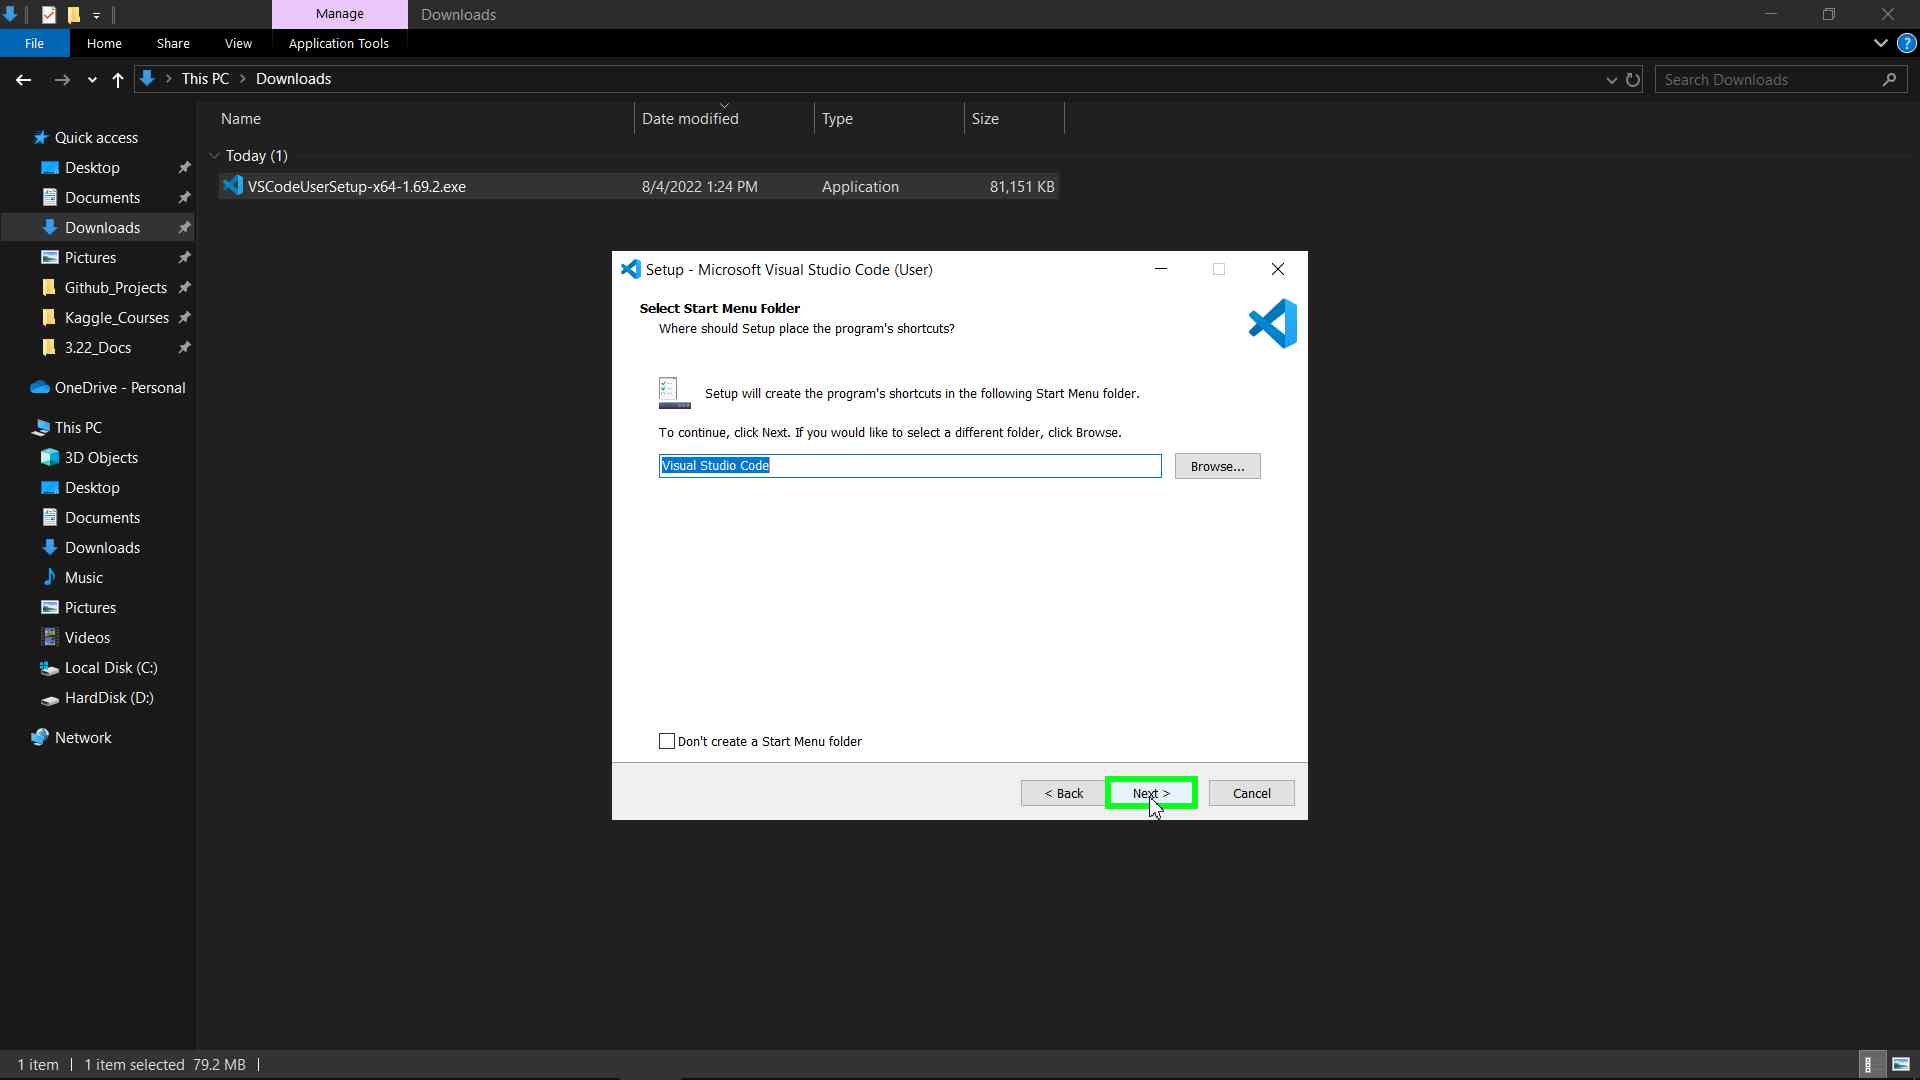 Manage
Downloads
File
Home
Share
View
Application Tools
?
This PC > Downloads
Search Downloads
Name
Date modified
Type
Size
Today (1)
VSCodeUserSetup-x64-1.69.2.exe
8/4/2022 1:24 PM
Application
81,151 KB
Quick access
Desktop
Documents
Downloads
Pictures
Github_Projects
Kaggle_Courses
3.22_Docs
OneDrive - Personal
This PC
3D Objects
Desktop
Documents
Downloads
Music
Pictures
Videos
Local Disk (C:)
HardDisk (D:)
Network
Setup - Microsoft Visual Studio Code (User)
Select Start Menu Folder
Where should Setup place the program's shortcuts?
Setup will create the program's shortcuts in the following Start Menu folder.
To continue, click Next. If you would like to select a different folder, click Browse.
Visual Studio Code
Browse...
Don't create a Start Menu folder
< Back
Next >
Cancel
1 item
1 item selected 79.2 MB